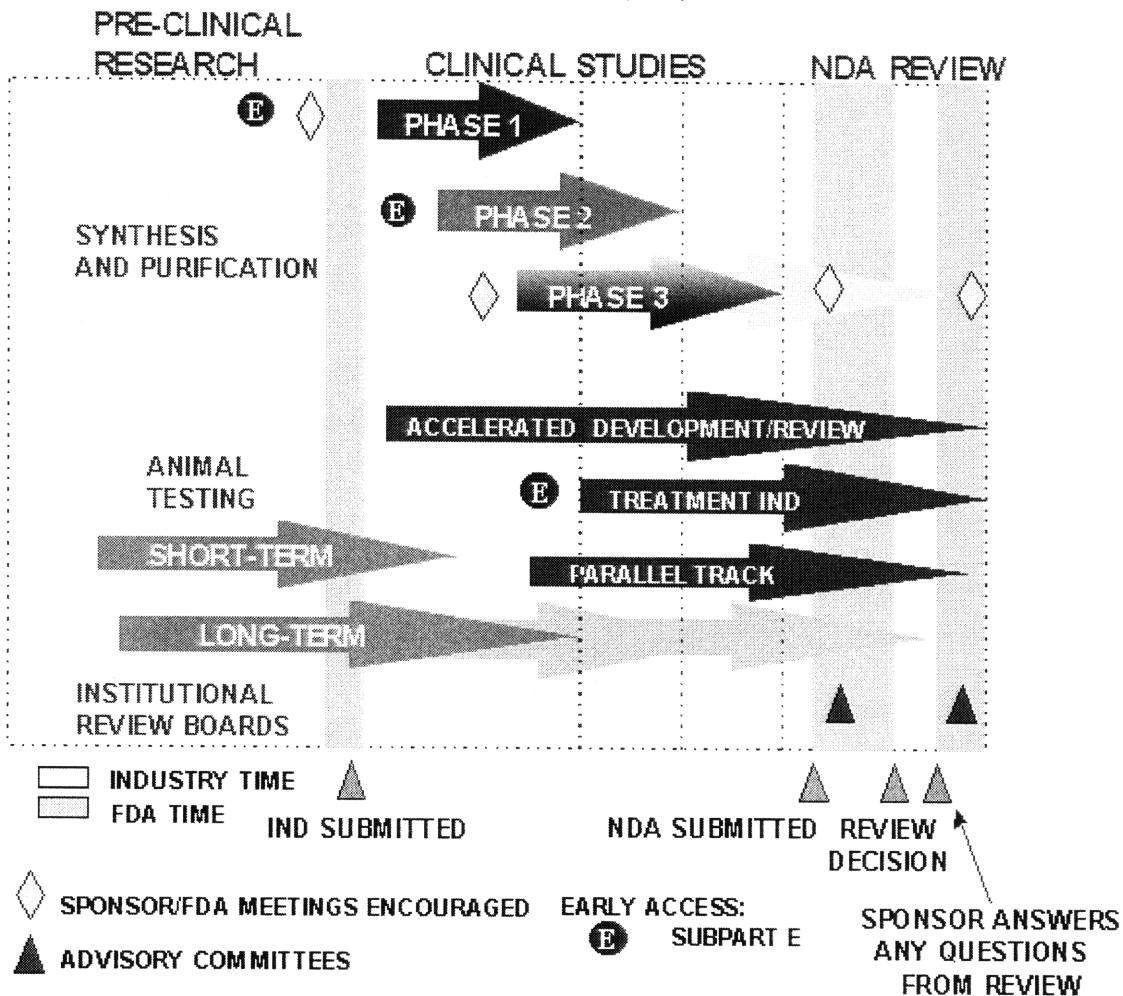 PRE-CLINICAL
RESEARCH
CLINICAL STUDIES
NDA REVIEW
E
PHASE 1
E
PHASE 2
SYNTHESIS
AND PURIFICATION
PHASE 3
ACCELERATED DEVELOPMENT/REVIEW
ANIMAL
TESTING
E
TREATMENT IND
SHORT-TERM
PARALLEL TRACK
LONG-TERM
INSTITUTIONAL
REVIEW BOARDS
INDUSTRY TIME
FDA TIME
IND SUBMITTED
NDA SUBMITTED
REVIEW
DECISION
SPONSOR/FDA MEETINGS ENCOURAGED
EARLY ACCESS:
E SUBPART E
ADVISORY COMMITTEES
SPONSOR ANSWERS
ANY QUESTIONS
FROM REVIEW